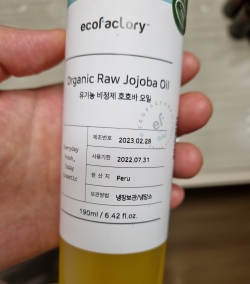 ecofactory
Organic Raw Jojoba Oil
유기농 비정제 호호바 오일
Everyday
Fresh,
Today
Cosmetic
제조번호 2023.02.28
사용기한 2022.07.31
원 산 지 Peru
보관방법 냉장보관/냉암소
190ml / 6.42 fl.oz.